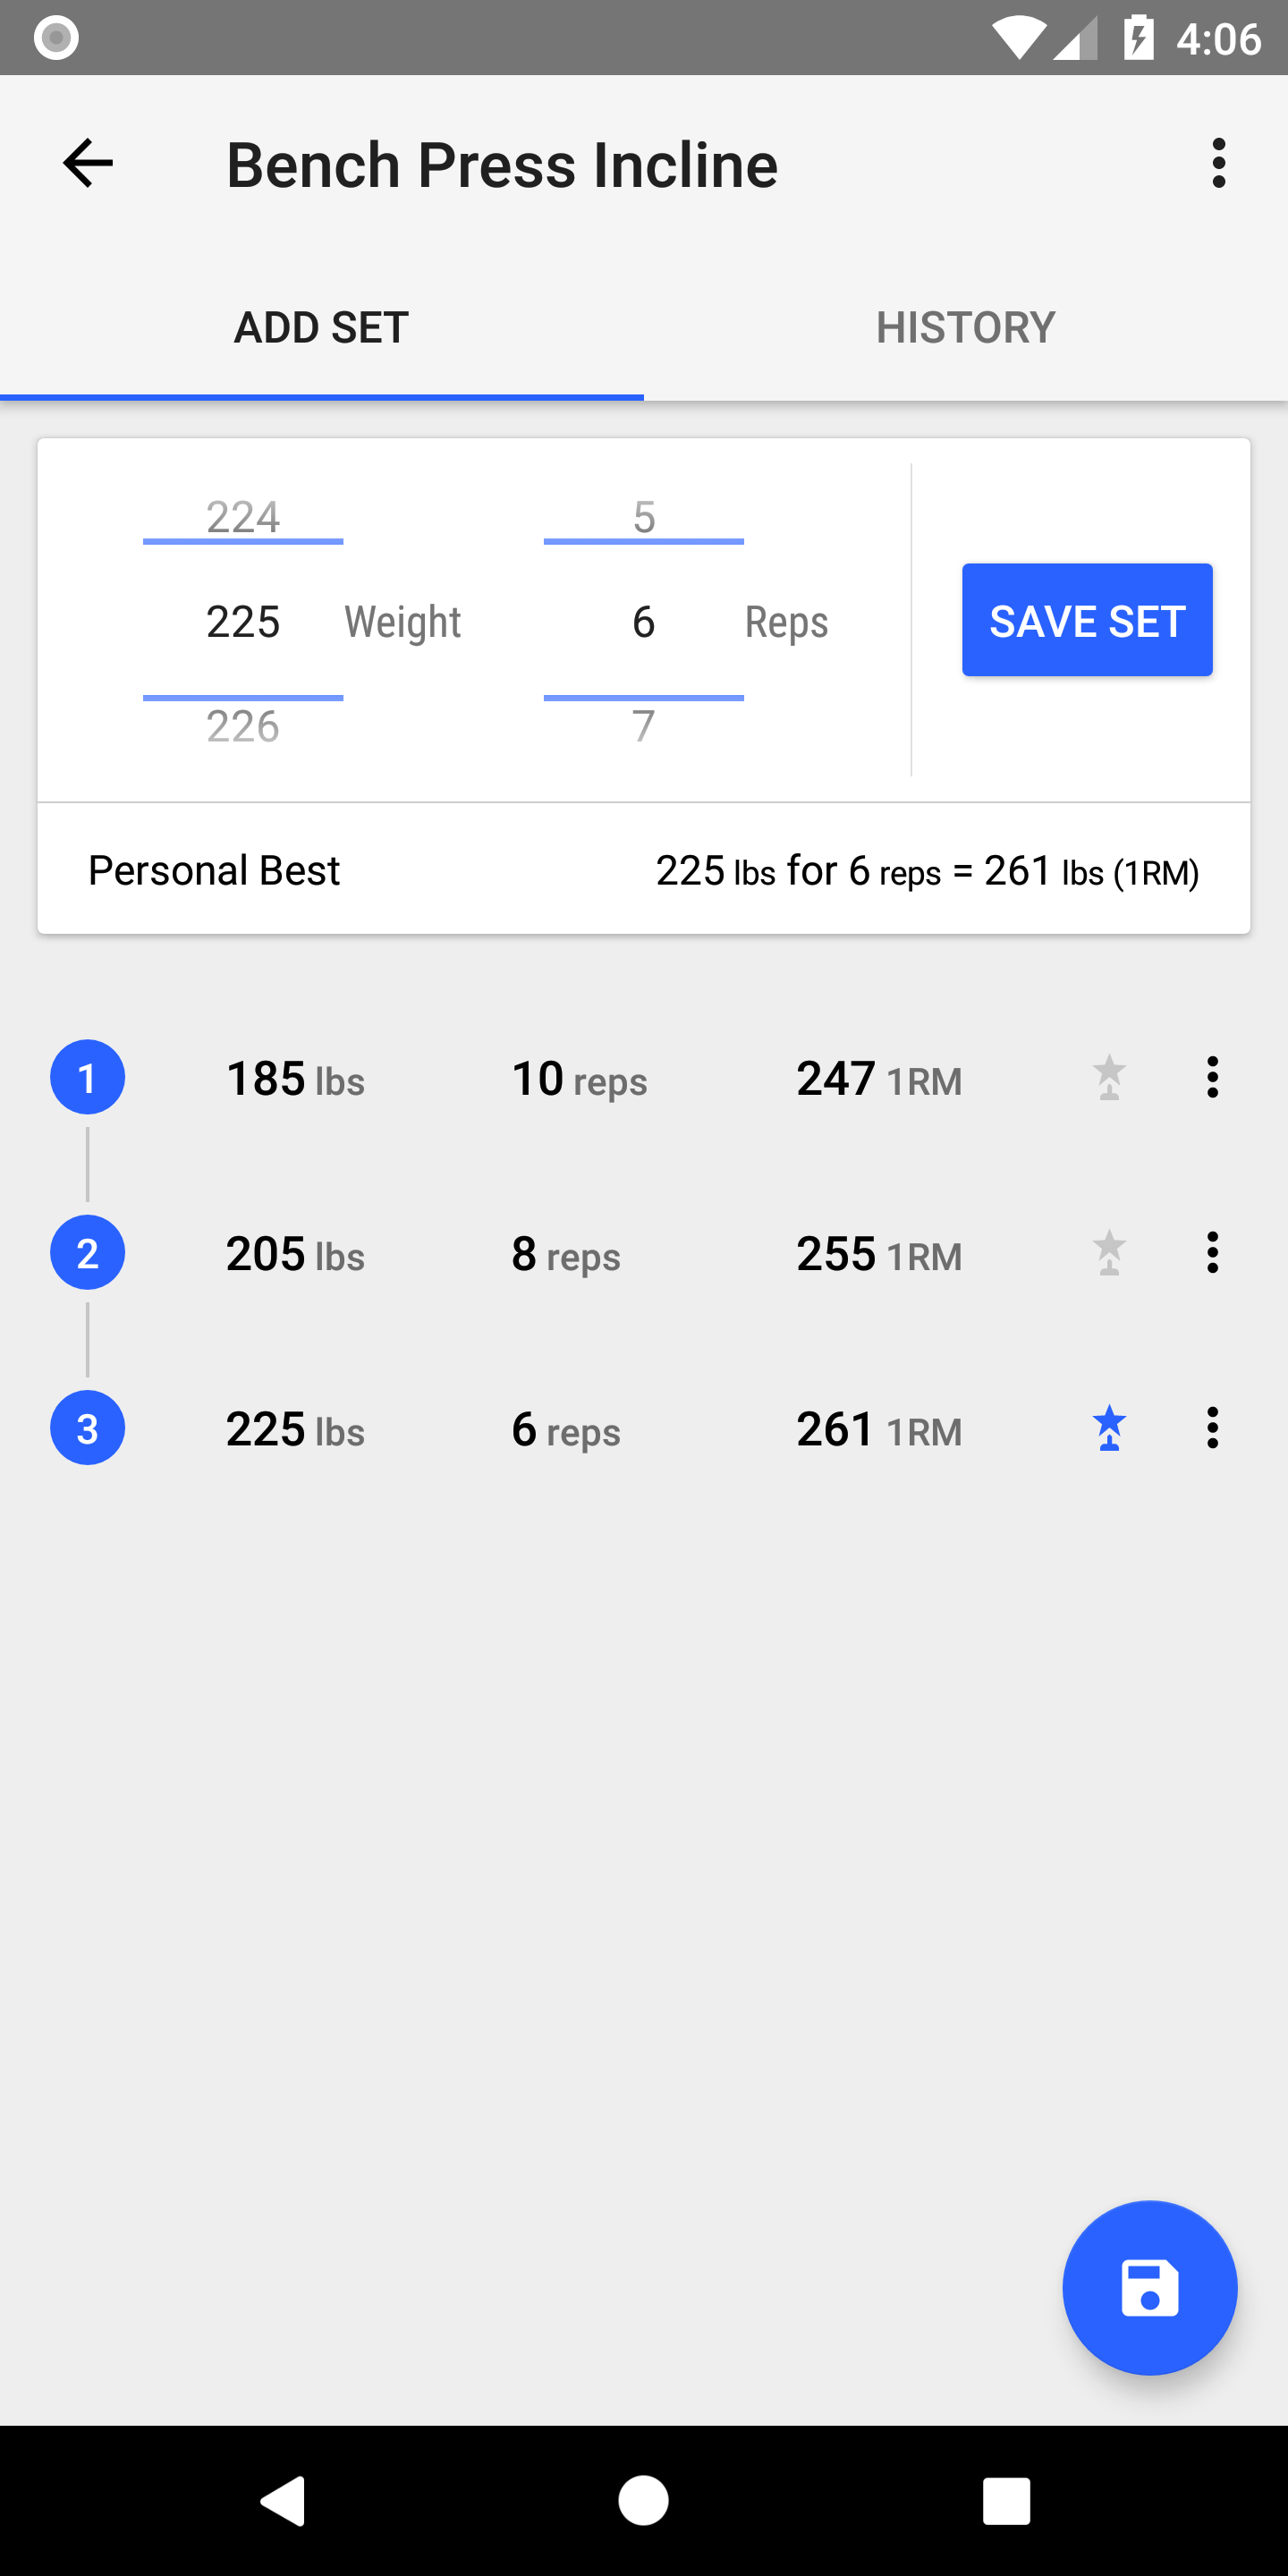 4:06
Bench Press Incline
ADD SET HISTORY
224 5
225 Weight 6 Reps SAVE SET
226 7
Personal Best 225 lbs for 6 reps = 261 lbs (1RM)
1 185 lbs 10 reps 247 1RM
2 205 lbs 8 reps 255 1RM
3 225 lbs 6 reps 261 1RM